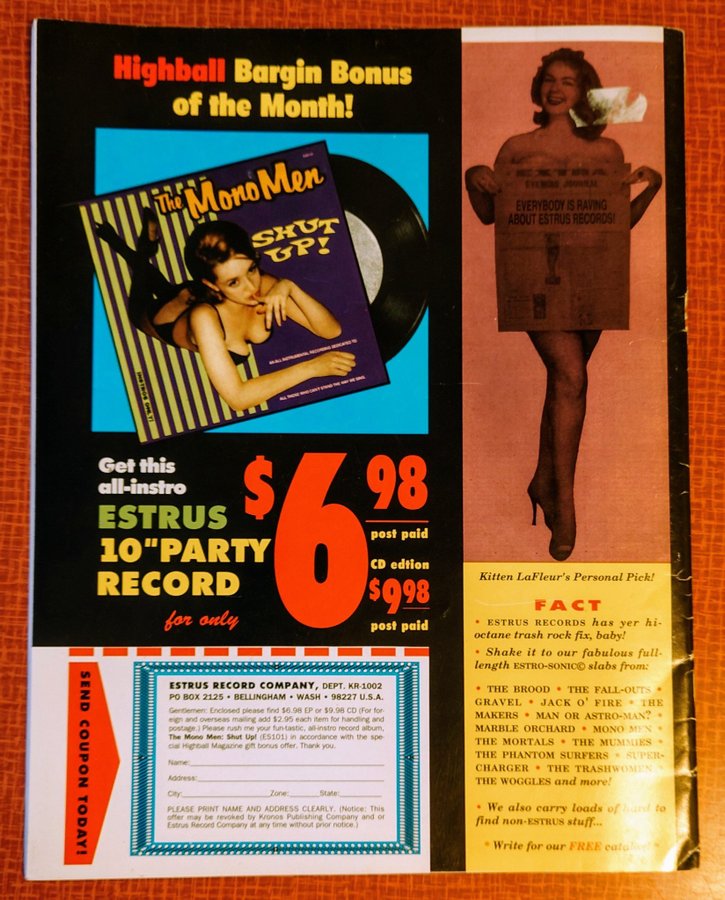 Highball Bargin Bonus
of the Month!
The Mono Men
SHUT
UP!
AN ALL INSTRUMENTAL RECORDING DEDICATED TO
ALL THOSE WHO CAN'T STAND THE WAY WE SING.
Get this
all-instro
ESTRUS
10" PARTY
RECORD
for only
$6 98
post paid
CD edtion
$9 98
post paid
SEND COUPON TODAY!
ESTRUS RECORD COMPANY, DEPT. KR-1002
PO BOX 2125 • BELLINGHAM • WASH • 98227 U.S.A.
Gentlemen: Enclosed please find $6.98 EP or $9.98 CD (For for-
eign and overseas mailing add $2.95 each item for handling and
postage.) Please rush me your fun-tastic, all-instro record album,
The Mono Men: Shut Up! (ES101) in accordance with the spe-
cial Highball Magazine gift bonus offer. Thank you.
Name:
Address:
City: Zone: State:
PLEASE PRINT NAME AND ADDRESS CLEARLY. (Notice: This
offer may be revoked by Kronos Publishing Company and or
Estrus Record Company at any time without prior notice.)
EXTRA
EVENING JOURNAL
EVERYBODY IS RAVING
ABOUT ESTRUS RECORDS!
Kitten LaFleur's Personal Pick!
FACT
• ESTRUS RECORDS has yer hi-
octane trash rock fix, baby!
• Shake it to our fabulous full-
length ESTRO-SONIC© slabs from:
• THE BROOD • THE FALL-OUTS •
GRAVEL • JACK O' FIRE • THE
MAKERS • MAN OR ASTRO-MAN? •
MARBLE ORCHARD • MONO MEN •
THE MORTALS • THE MUMMIES •
THE PHANTOM SURFERS • SUPER-
CHARGER • THE TRASHWOMEN •
THE WOGGLES and more!
• We also carry loads of hard to
find non-ESTRUS stuff...
• Write for our FREE catalog! •